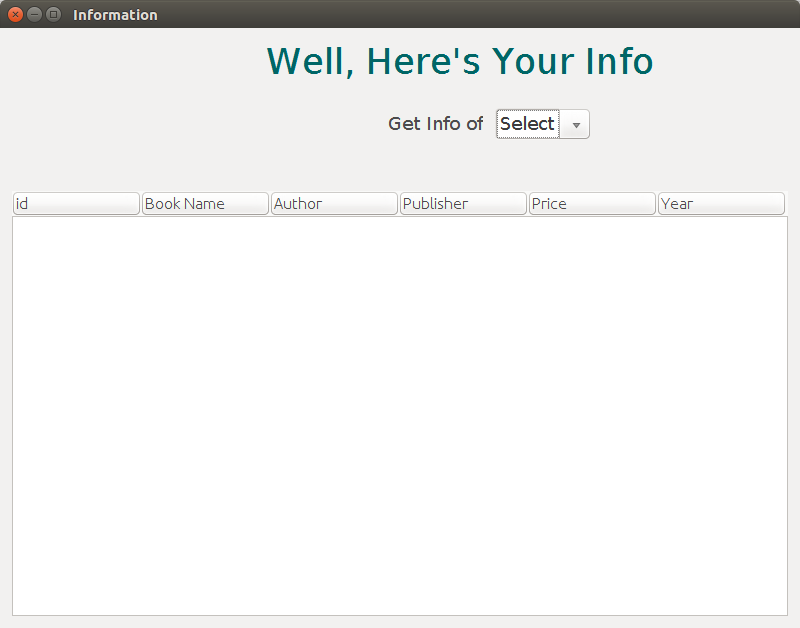 Information
Well, Here's Your Info
Get Info of Select
id Book Name Author Publisher Price Year